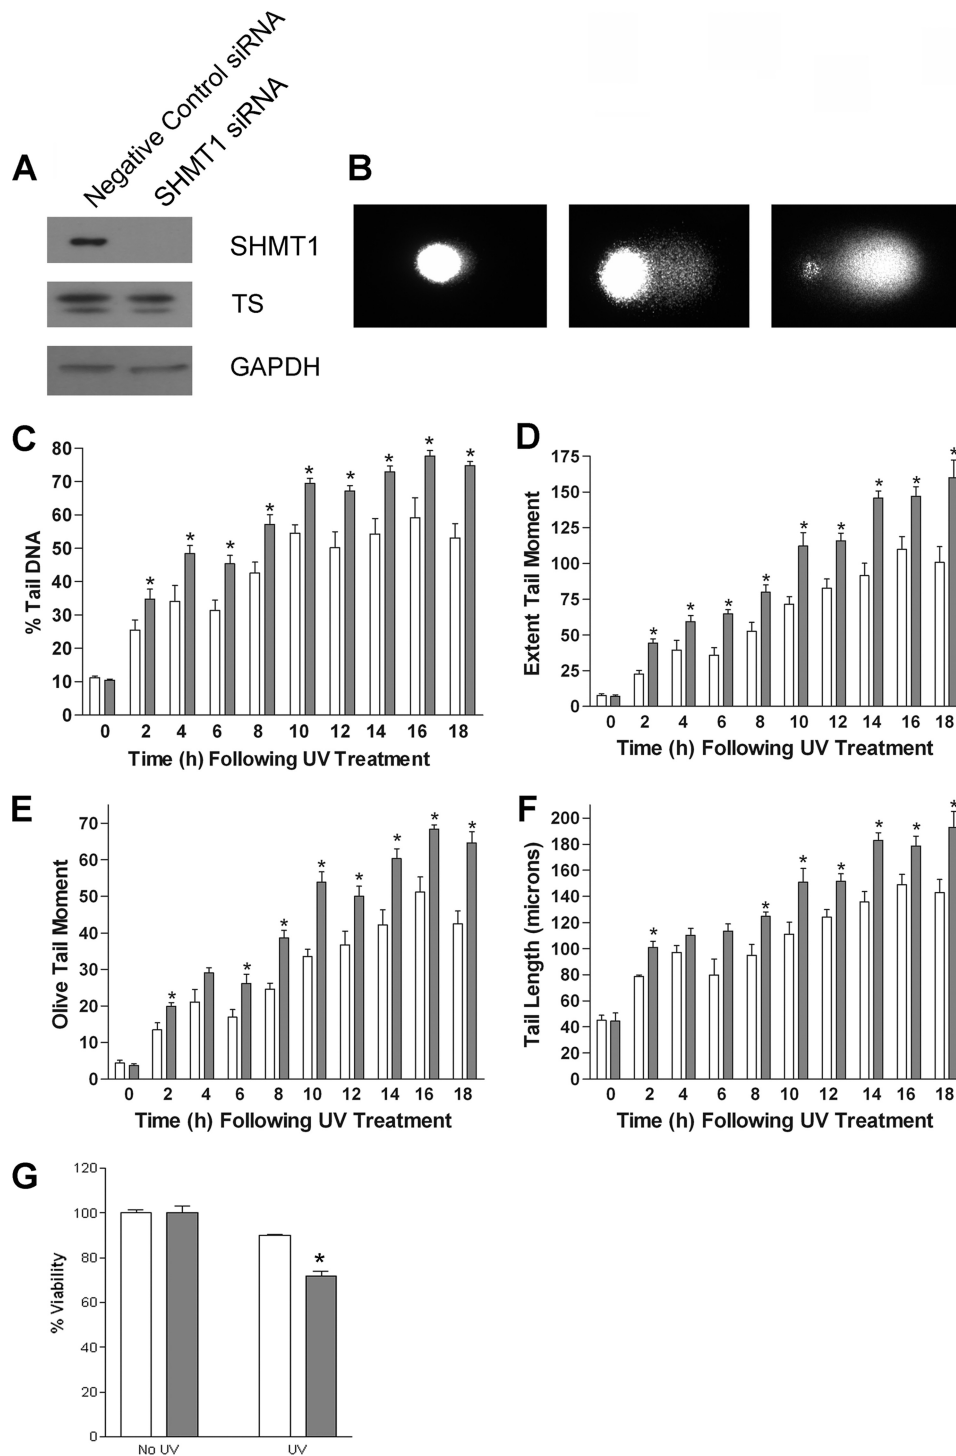 Negative Control siRNA
SHMT1 siRNA
A
SHMT1
TS
GAPDH
B
C
% Tail DNA
80
70
60
50
40
30
20
10
0
* * * * * * * * *
0 2 4 6 8 10 12 14 16 18
Time (h) Following UV Treatment
D
Extent Tail Moment
175
150
125
100
75
50
25
0
* * * * * * * * *
0 2 4 6 8 10 12 14 16 18
Time (h) Following UV Treatment
E
Olive Tail Moment
70
60
50
40
30
20
10
0
* * * * * * * *
0 2 4 6 8 10 12 14 16 18
Time (h) Following UV Treatment
F
Tail Length (microns)
200
180
160
140
120
100
80
60
40
20
0
* * * * * * *
0 2 4 6 8 10 12 14 16 18
Time (h) Following UV Treatment
G
% Viability
120
100
80
60
40
20
0
*
No UV UV